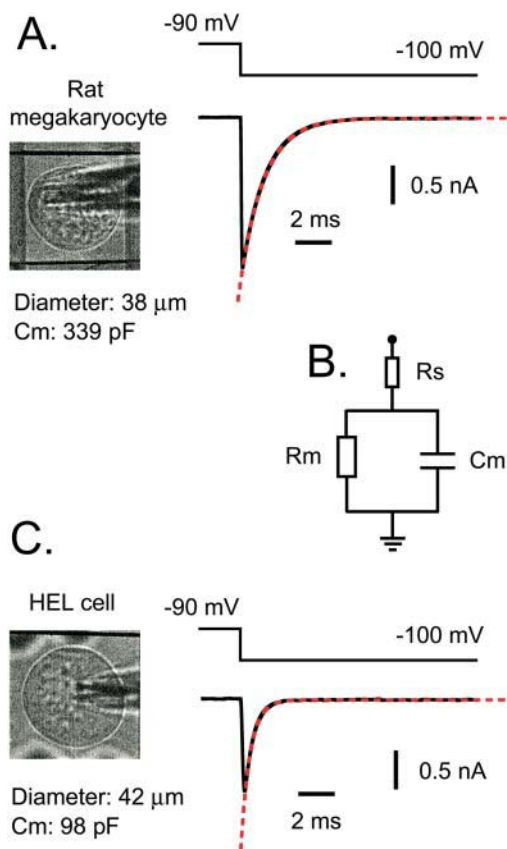 A.
-90 mV
-100 mV
Rat
megakaryocyte
0.5 nA
2 ms
Diameter: 38 μm
Cm: 339 pF
B.
Rs
Rm
Cm
C.
HEL cell
-90 mV
-100 mV
0.5 nA
2 ms
Diameter: 42 μm
Cm: 98 pF